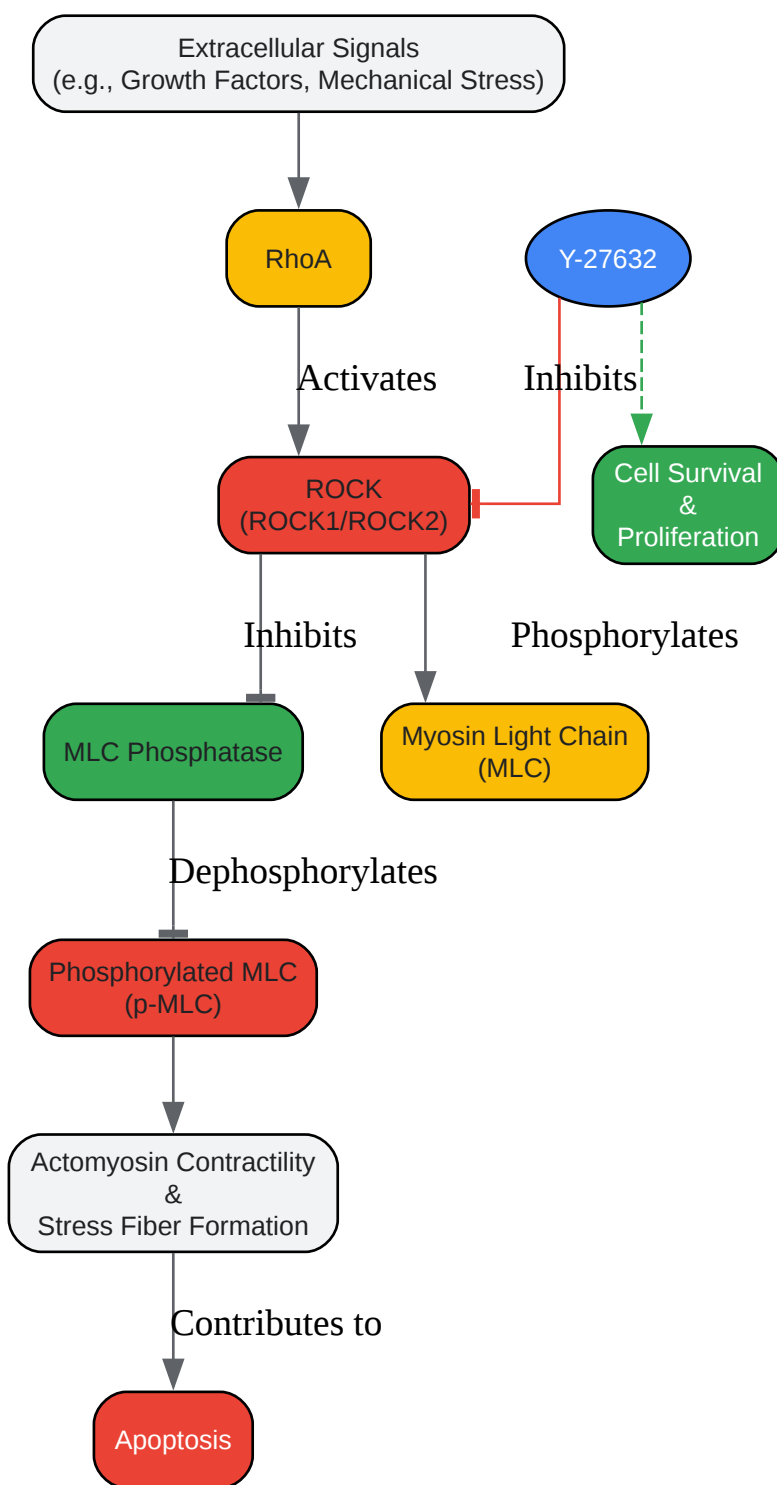 Extracellular Signals
(e.g., Growth Factors, Mechanical Stress)
RhoA
Y-27632
Activates
Inhibits
ROCK
(ROCK1/ROCK2)
Cell Survival
&
Proliferation
Inhibits
Phosphorylates
MLC Phosphatase
Myosin Light Chain
(MLC)
Dephosphorylates
Phosphorylated MLC
(p-MLC)
Actomyosin Contractility
&
Stress Fiber Formation
Contributes to
Apoptosis